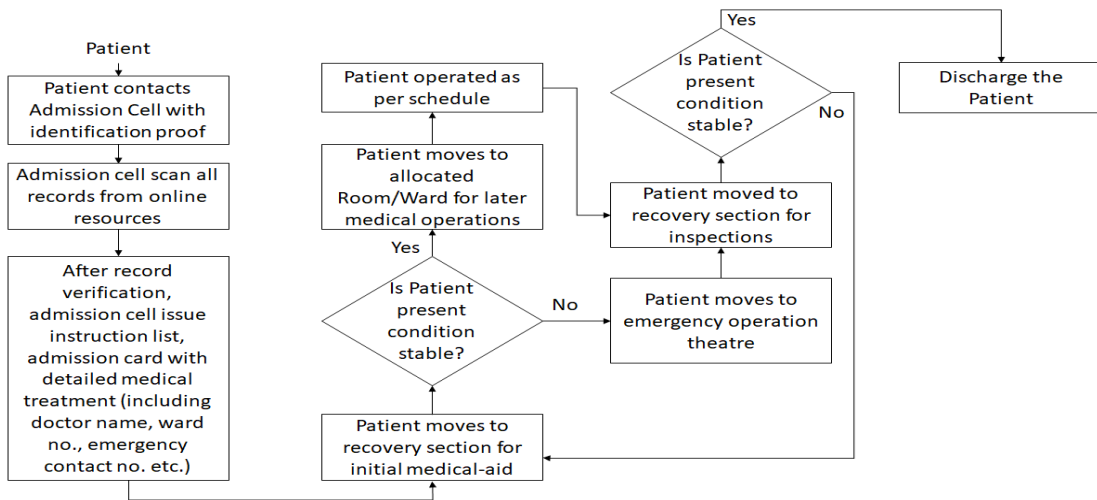 Patient
Patient contacts
Admission Cell with
identification proof
Admission cell scan all
records from online
resources
After record
verification,
admission cell issue
instruction list,
admission card with
detailed medical
treatment (including
doctor name, ward
no., emergency
contact no. etc.)
Patient moves to
recovery section for
initial medical-aid
Is Patient
present
condition
stable?
Yes
No
Patient moves to
allocated
Room/Ward for later
medical operations
Patient operated as
per schedule
Patient moves to
emergency operation
theatre
Patient moved to
recovery section for
inspections
Is Patient
present
condition
stable?
Yes
No
Discharge the
Patient